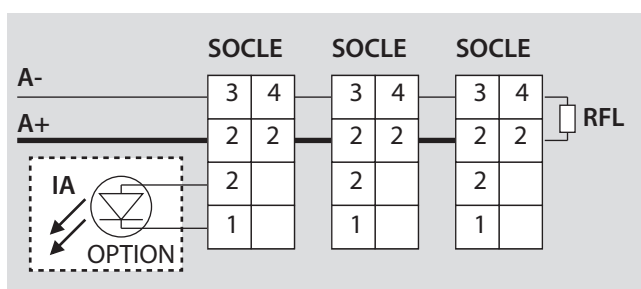 SOCLE SOCLE SOCLE
A-
3 4 3 4 3 4
RFL
A+
2 2 2 2 2 2
IA
2 2 2
1 1 1
OPTION